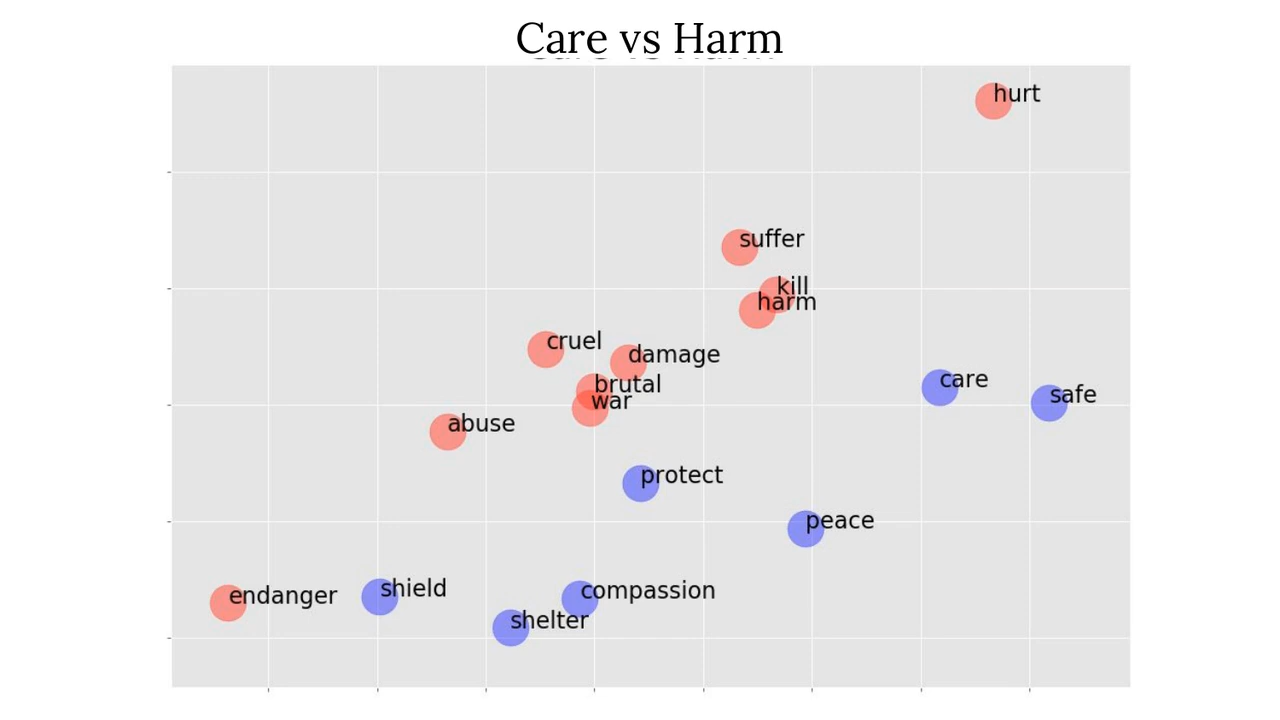 Care vs Harm
hurt
suffer
kill
harm
cruel
damage
care
brutal
safe
war
abuse
protect
peace
shield
compassion
endanger
shelter